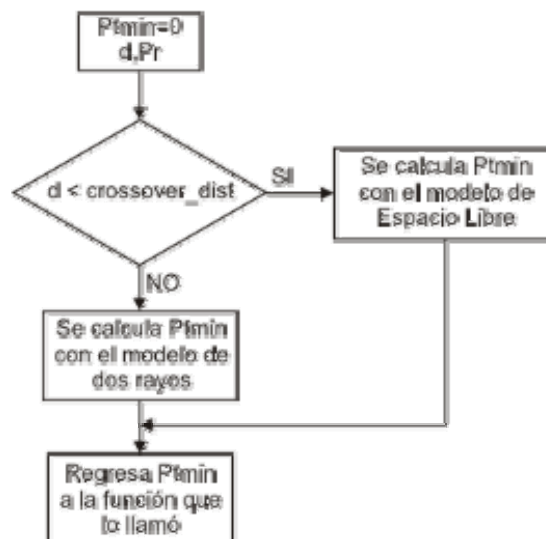 Ptmin=0
d,Pr
d < crossover_dist
SI
Se calcula Ptmin
con el modelo de
Espacio Libre
NO
Se calcula Ptmin
con el modelo de
dos rayos
Regresa Ptmin
a la función que
lo llamó